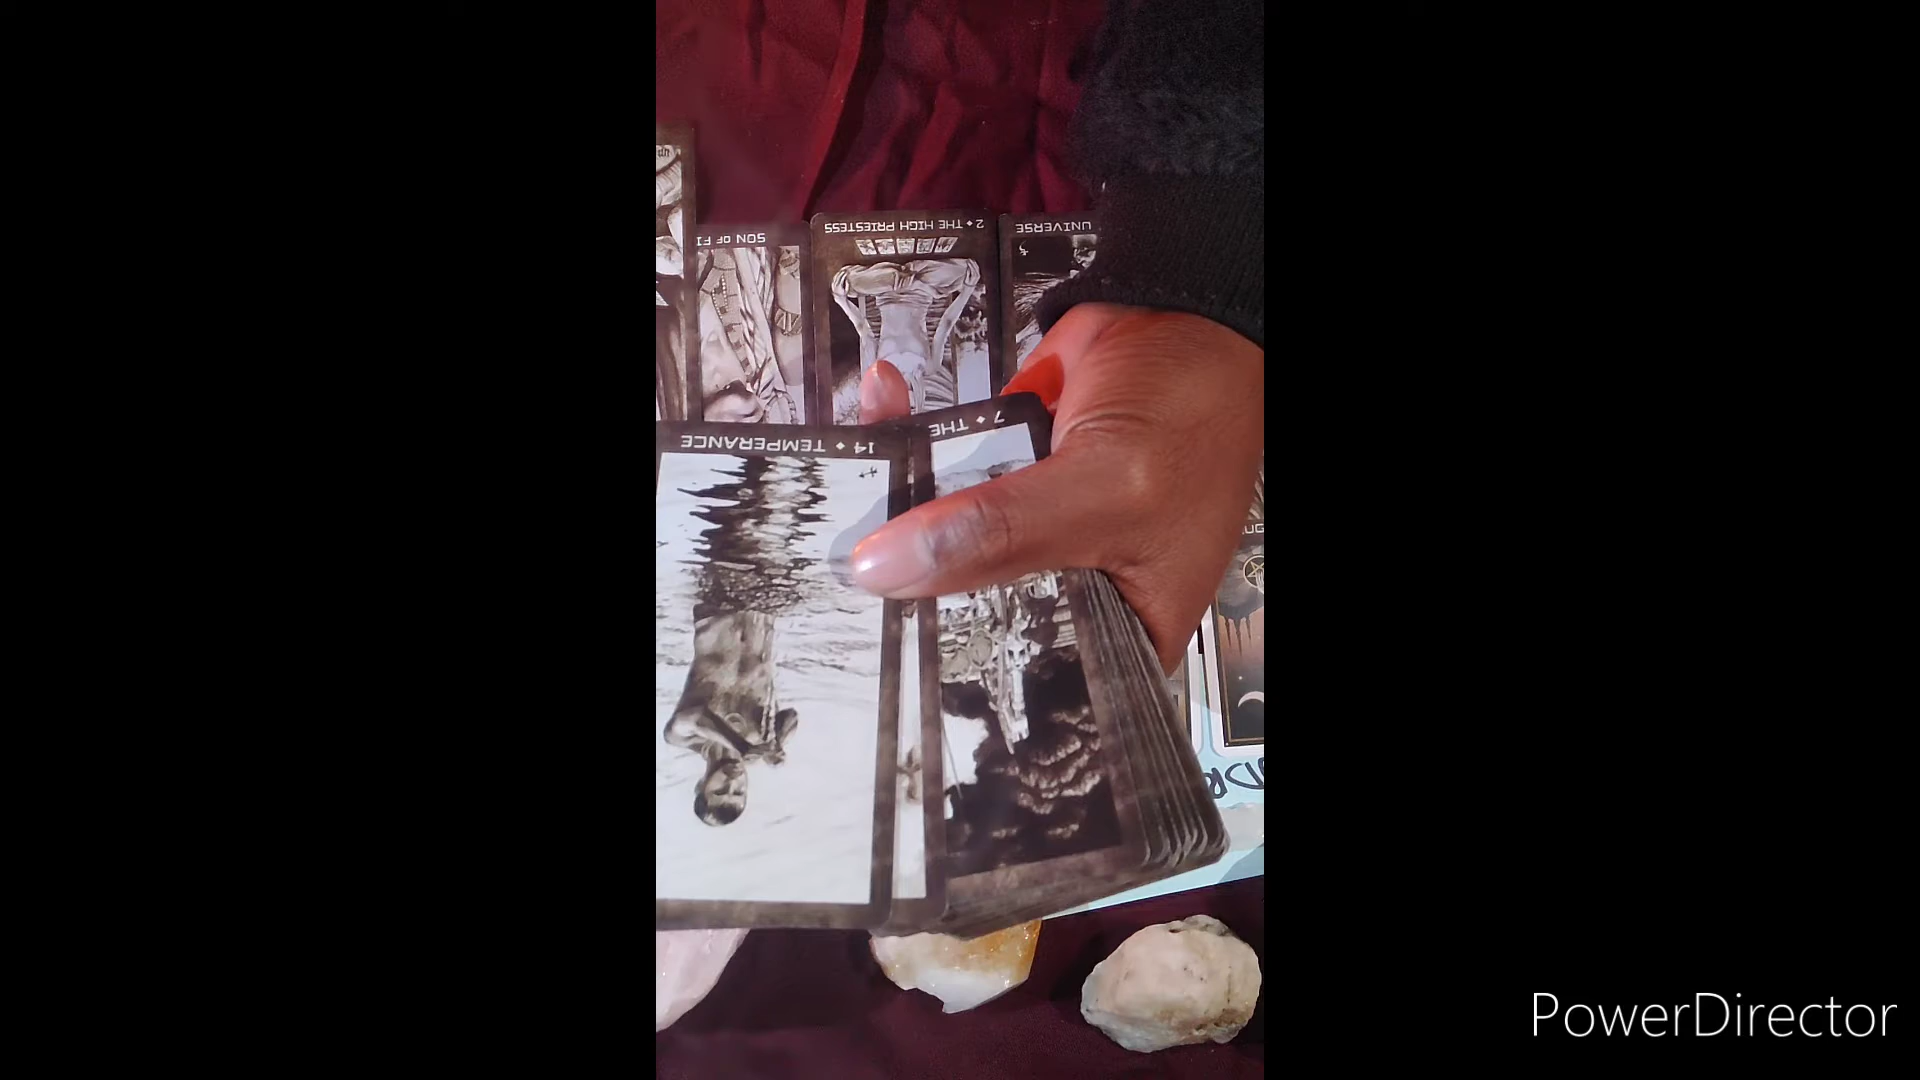 SON OF FI
2 ♦ THE HIGH PRIESTESS
UNIVERSE
7 ♦ THE
14 ♦ TEMPERANCE
PowerDirector